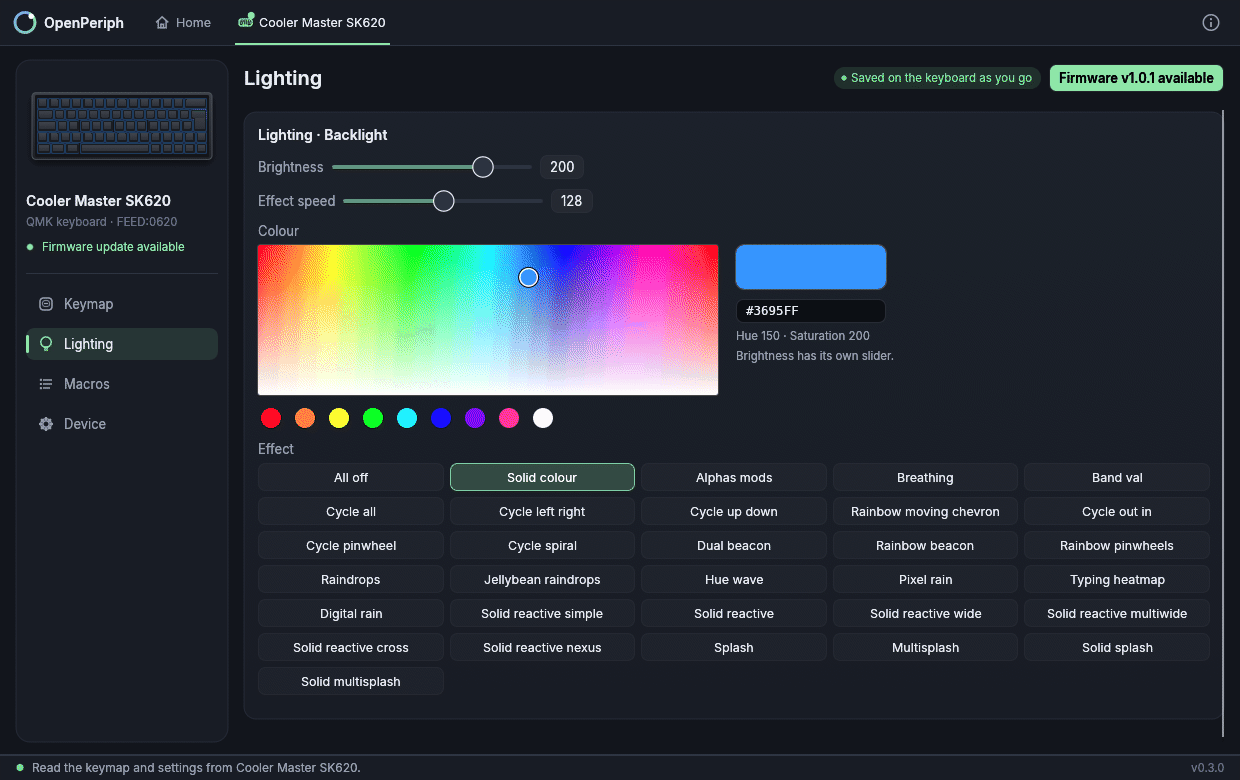 OpenPeriph
Home
Cooler Master SK620
Cooler Master SK620
QMK keyboard · FEED:0620
Firmware update available
Keymap
Lighting
Macros
Device
Lighting
Saved on the keyboard as you go
Firmware v1.0.1 available
Lighting · Backlight
Brightness 200
Effect speed 128
Colour
#3695FF
Hue 150 · Saturation 200
Brightness has its own slider.
Effect
All off Solid colour Alphas mods Breathing Band val
Cycle all Cycle left right Cycle up down Rainbow moving chevron Cycle out in
Cycle pinwheel Cycle spiral Dual beacon Rainbow beacon Rainbow pinwheels
Raindrops Jellybean raindrops Hue wave Pixel rain Typing heatmap
Digital rain Solid reactive simple Solid reactive Solid reactive wide Solid reactive multiwide
Solid reactive cross Solid reactive nexus Splash Multisplash Solid splash
Solid multisplash
Read the keymap and settings from Cooler Master SK620.
v0.3.0